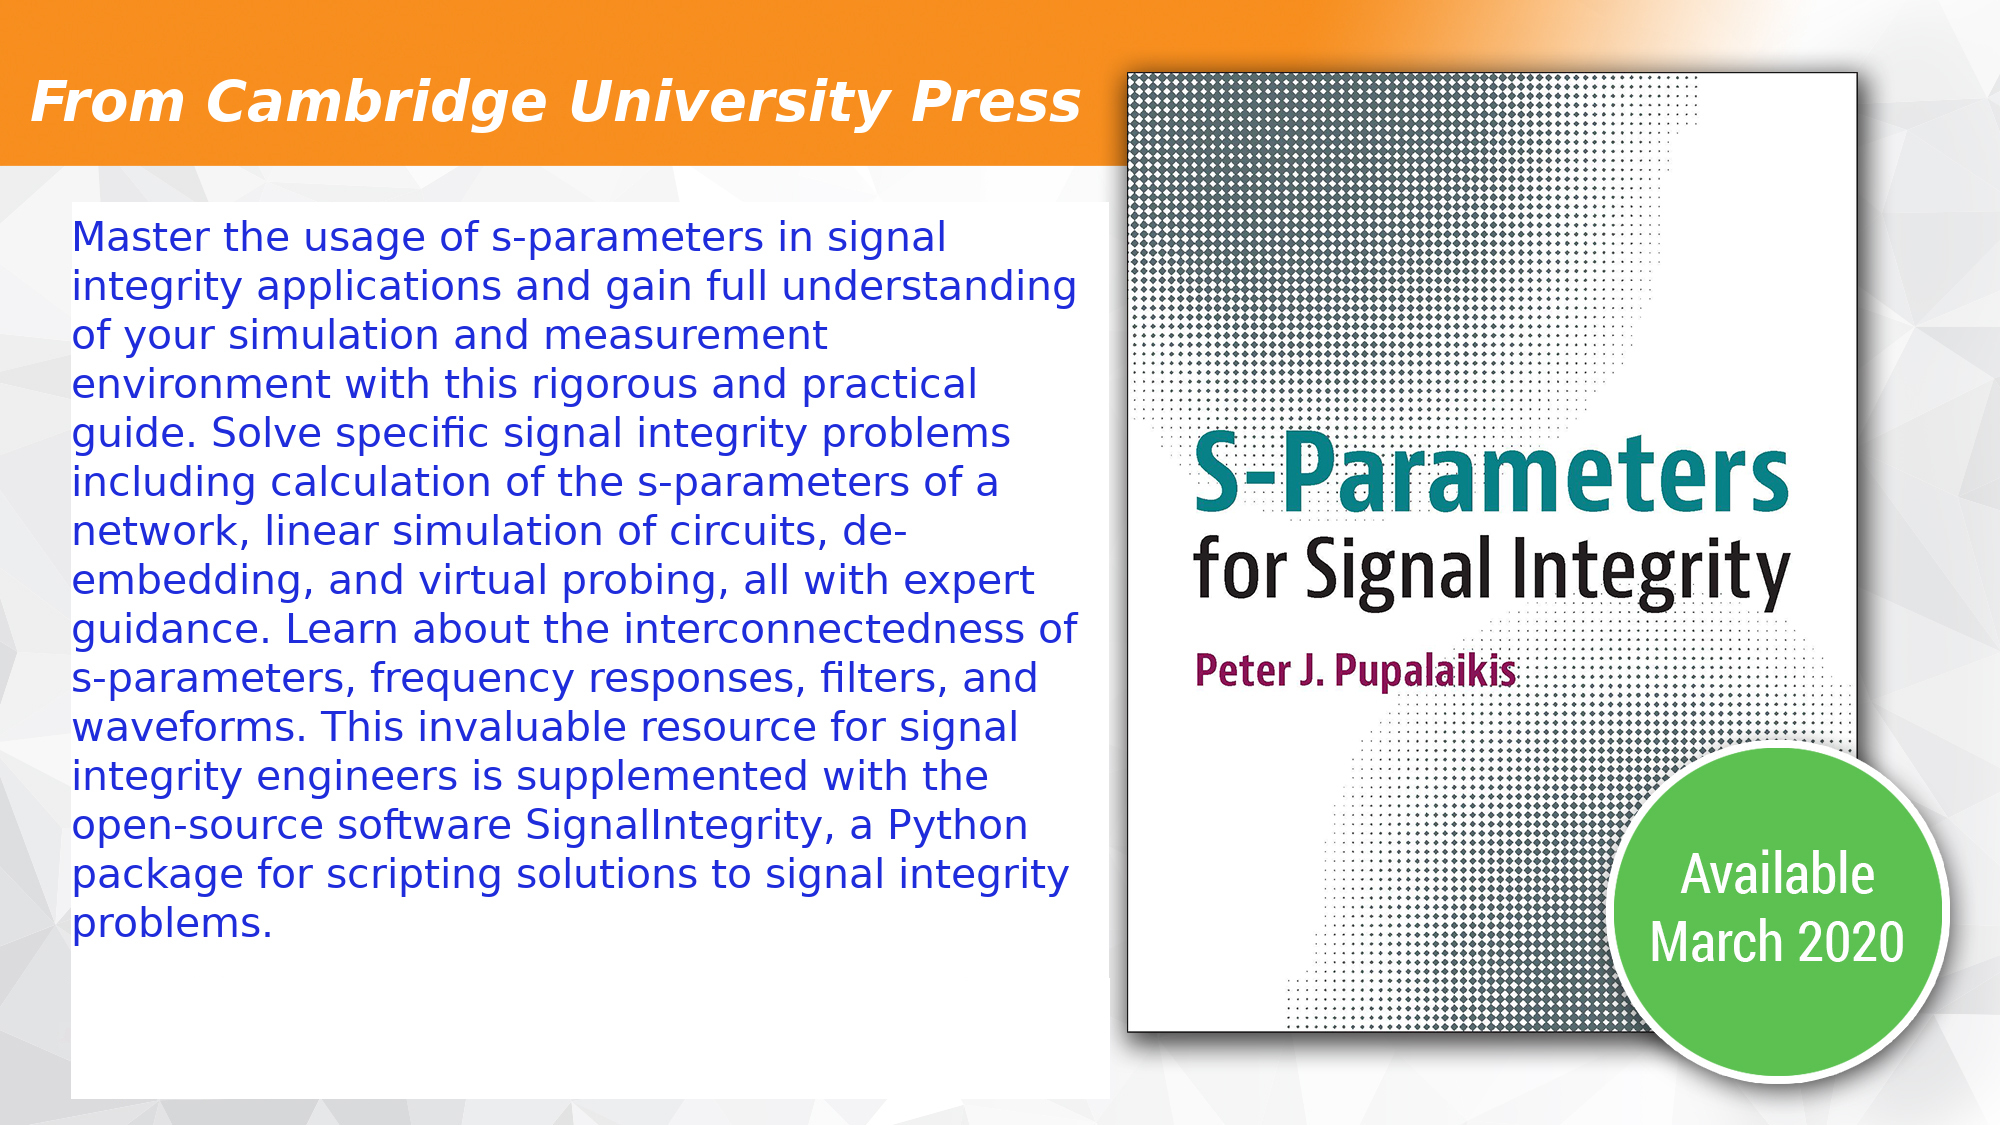 From Cambridge University Press
Master the usage of s-parameters in signal
integrity applications and gain full understanding
of your simulation and measurement
environment with this rigorous and practical
guide. Solve specific signal integrity problems
including calculation of the s-parameters of a
network, linear simulation of circuits, de-
embedding, and virtual probing, all with expert
guidance. Learn about the interconnectedness of
s-parameters, frequency responses, filters, and
waveforms. This invaluable resource for signal
integrity engineers is supplemented with the
open-source software SignalIntegrity, a Python
package for scripting solutions to signal integrity
problems.
S-Parameters
for Signal Integrity
Peter J. Pupalaikis
Available
March 2020